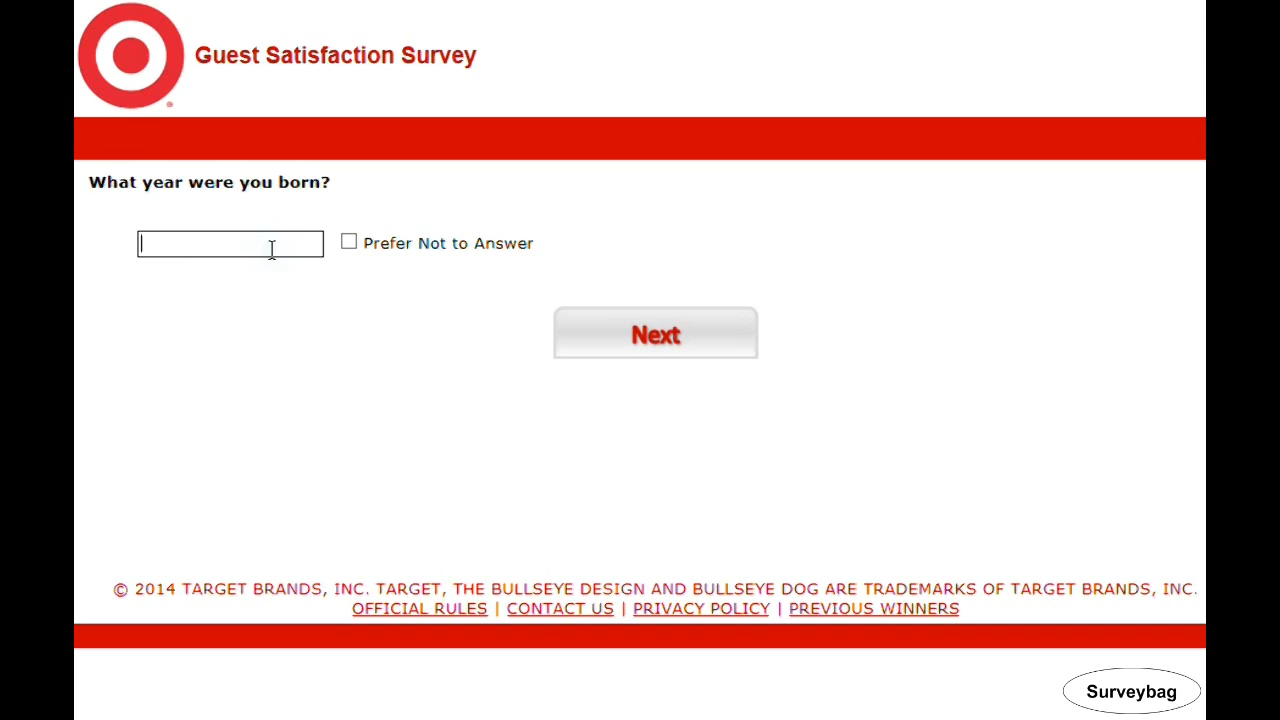 Guest Satisfaction Survey
What year were you born?
Prefer Not to Answer
Next
© 2014 TARGET BRANDS, INC. TARGET, THE BULLSEYE DESIGN AND BULLSEYE DOG ARE TRADEMARKS OF TARGET BRANDS, INC.
OFFICIAL RULES | CONTACT US | PRIVACY POLICY | PREVIOUS WINNERS
Surveybag